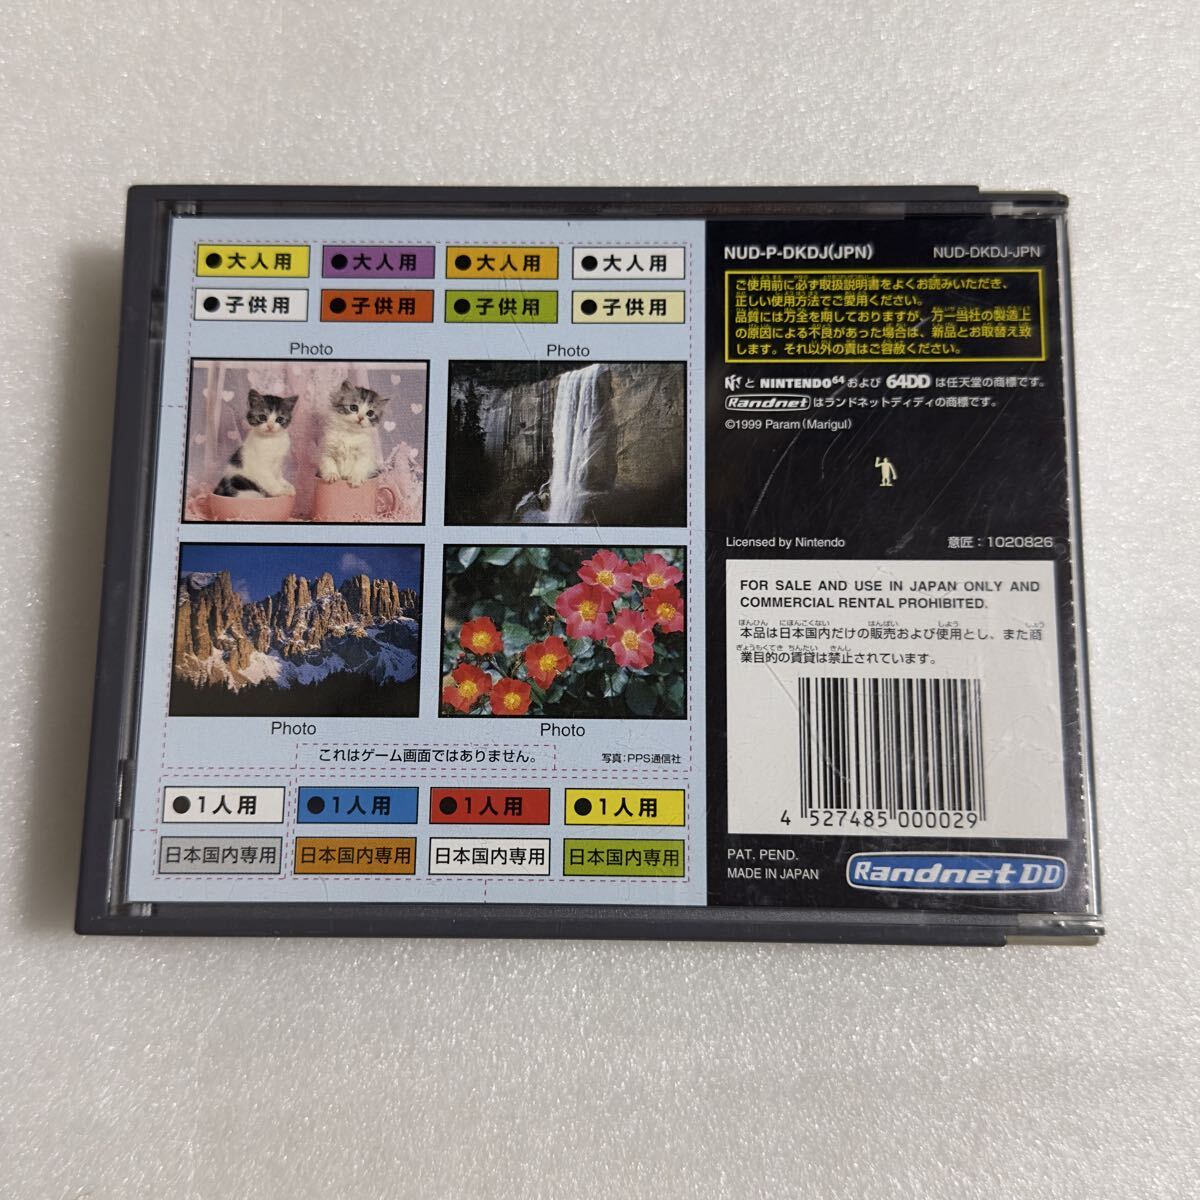 ●大人用 ●大人用 ●大人用 ●大人用
●子供用 ●子供用 ●子供用 ●子供用
Photo Photo
Photo Photo
これはゲーム画面ではありません。
写真:PPS通信社
●1人用 ●1人用 ●1人用 ●1人用
日本国内専用 日本国内専用 日本国内専用 日本国内専用
NUD-P-DKDJ(JPN) NUD-DKDJ-JPN
ご使用前に必ず取扱説明書をよくお読みいただき、
正しい使用方法でご愛用ください。
品質には万全を期しておりますが、万一当社の製造上
の原因による不良があった場合は、新品とお取替え致
します。それ以外の責はご容赦ください。
と NINTENDO64 および 64DD は任天堂の商標です。
Randnet はランドネットディディの商標です。
©1999 Param(Marigul)
Licensed by Nintendo 意匠:1020826
FOR SALE AND USE IN JAPAN ONLY AND
COMMERCIAL RENTAL PROHIBITED.
本品は日本国内だけの販売および使用とし、また商
業目的の賃貸は禁止されています。
4 527485 000029
PAT. PEND.
MADE IN JAPAN
Randnet DD